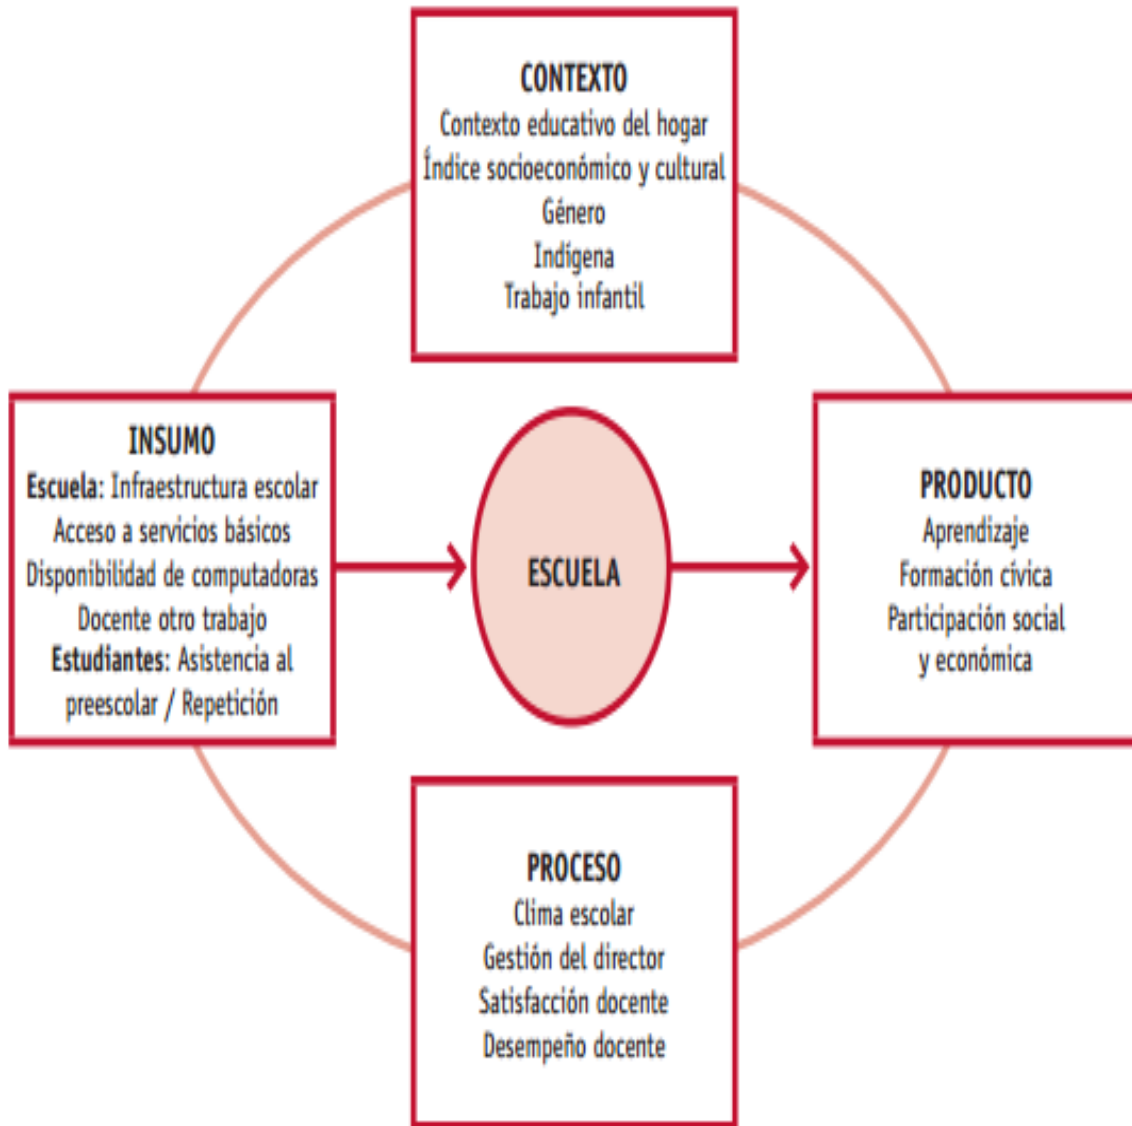 CONTEXTO
Contexto educativo del hogar
Índice socioeconómico y cultural
Género
Indígena
Trabajo infantil
INSUMO
Escuela: Infraestructura escolar
Acceso a servicios básicos
Disponibilidad de computadoras
Docente otro trabajo
Estudiantes: Asistencia al
preescolar / Repetición
ESCUELA
PRODUCTO
Aprendizaje
Formación cívica
Participación social
y económica
PROCESO
Clima escolar
Gestión del director
Satisfacción docente
Desempeño docente